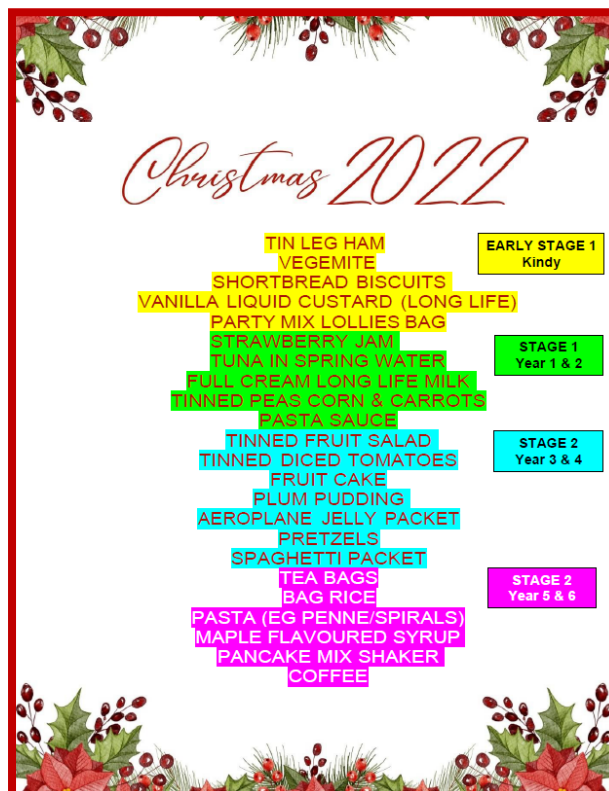 Christmas 2022
TIN LEG HAM
VEGEMITE
SHORTBREAD BISCUITS
VANILLA LIQUID CUSTARD (LONG LIFE)
PARTY MIX LOLLIES BAG
EARLY STAGE 1
Kindy
STRAWBERRY JAM
TUNA IN SPRING WATER
FULL CREAM LONG LIFE MILK
TINNED PEAS CORN & CARROTS
PASTA SAUCE
STAGE 1
Year 1 & 2
TINNED FRUIT SALAD
TINNED DICED TOMATOES
FRUIT CAKE
PLUM PUDDING
AEROPLANE JELLY PACKET
PRETZELS
SPAGHETTI PACKET
STAGE 2
Year 3 & 4
TEA BAGS
BAG RICE
PASTA (EG PENNE/SPIRALS)
MAPLE FLAVOURED SYRUP
PANCAKE MIX SHAKER
COFFEE
STAGE 2
Year 5 & 6